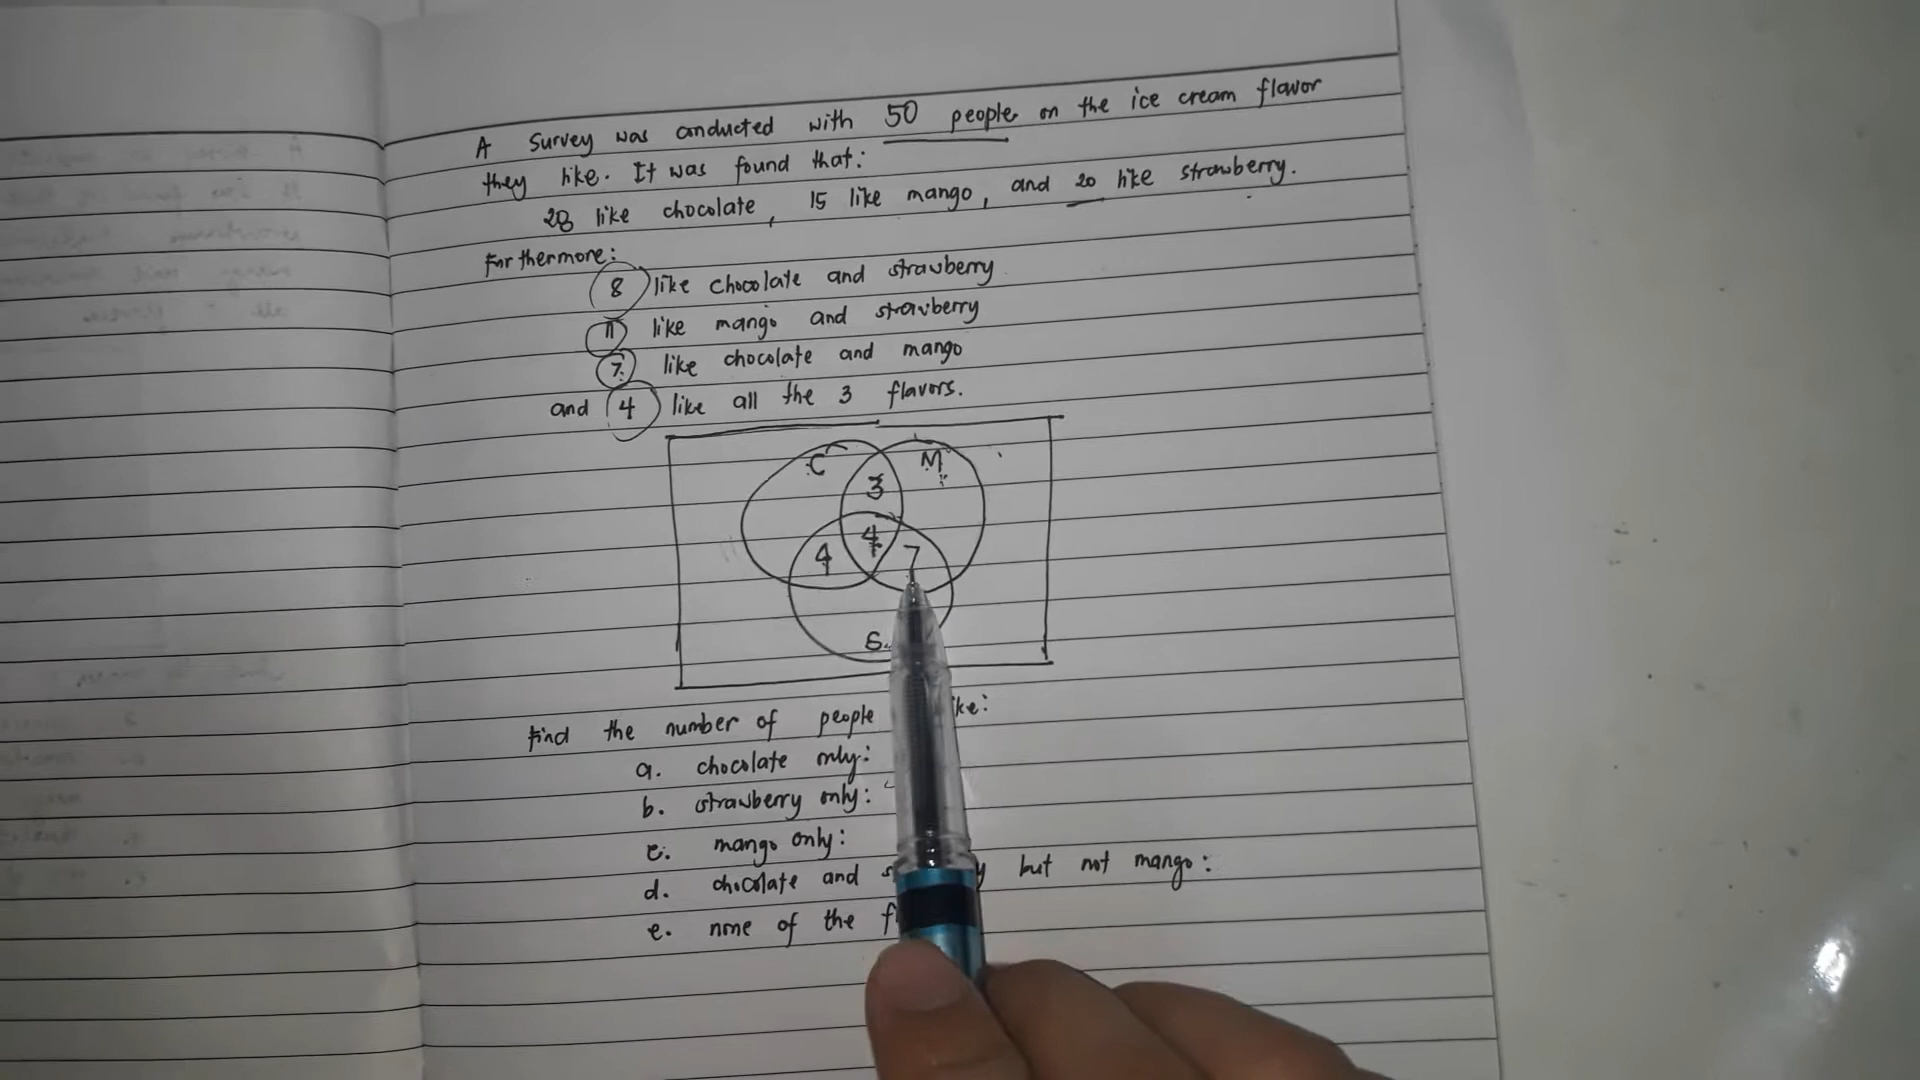 A survey was conducted with 50 people on the ice cream flavor
they like. It was found that:
28 like chocolate, 15 like mango, and 20 like strawberry.
Furthermore:
8 like chocolate and strawberry
11 like mango and strawberry
7 like chocolate and mango
and 4 like all the 3 flavors.
C M
3
4
4 7
S
Find the number of people ke:
a. chocolate only:
b. strawberry only:
c. mango only:
d. chocolate and s y but not mango:
e. none of the f